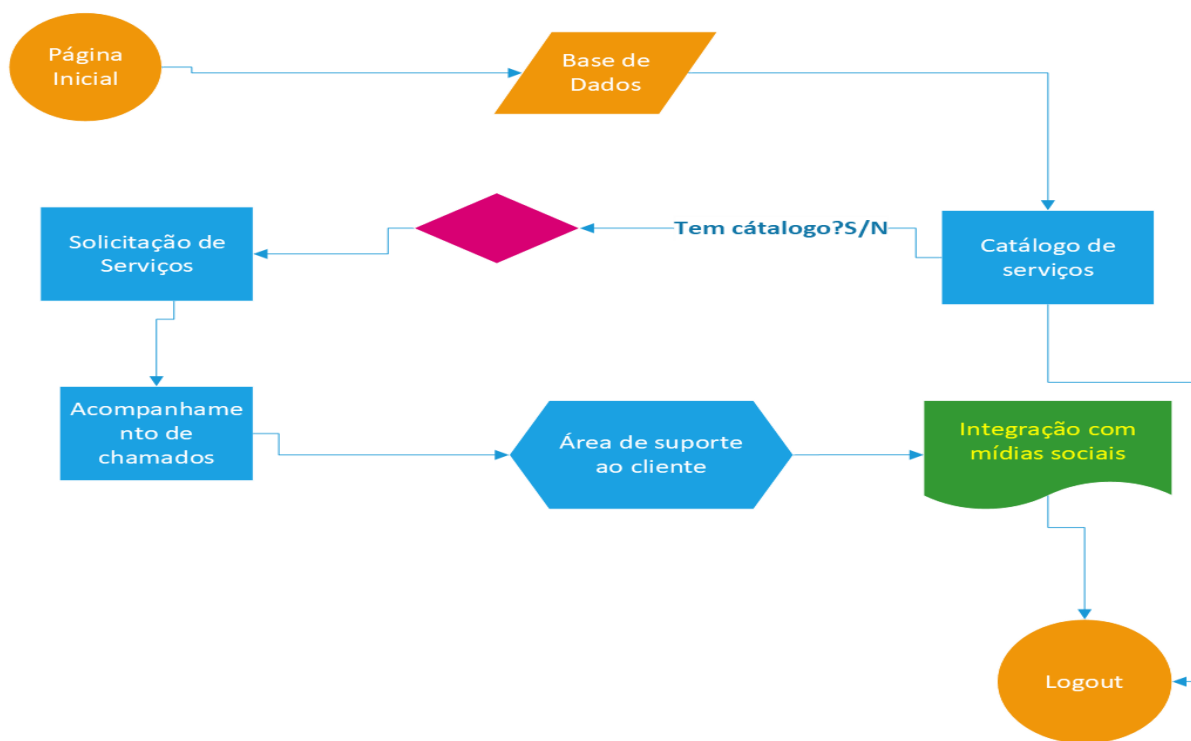 Página
Inicial
Base de
Dados
Solicitação de
Serviços
Tem cátalogo?S/N
Catálogo de
serviços
Acompanhame
nto de
chamados
Área de suporte
ao cliente
Integração com
mídias sociais
Logout